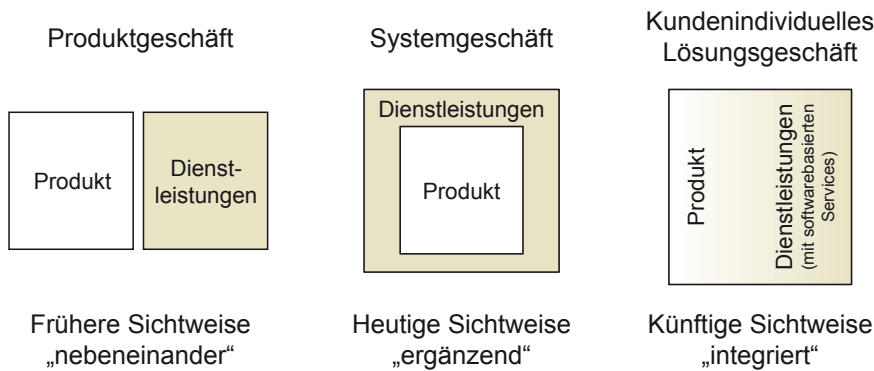 Produktgeschäft
Produkt
Dienst-
leistungen
Frühere Sichtweise
„nebeneinander“
Systemgeschäft
Dienstleistungen
Produkt
Heutige Sichtweise
„ergänzend“
Kundenindividuelles
Lösungsgeschäft
Produkt
Dienstleistungen
(mit softwarebasierten
Services)
Künftige Sichtweise
„integriert“